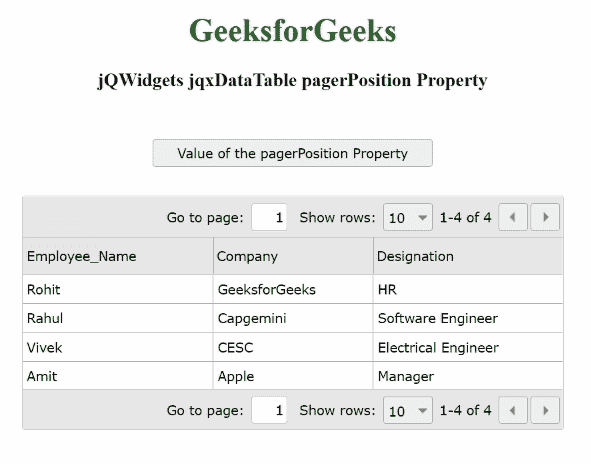 GeeksforGeeks
jQWidgets jqxDataTable pagerPosition Property
Value of the pagerPosition Property
Go to page: 1 Show rows: 10 1-4 of 4
Employee_Name Company Designation
Rohit GeeksforGeeks HR
Rahul Capgemini Software Engineer
Vivek CESC Electrical Engineer
Amit Apple Manager
Go to page: 1 Show rows: 10 1-4 of 4